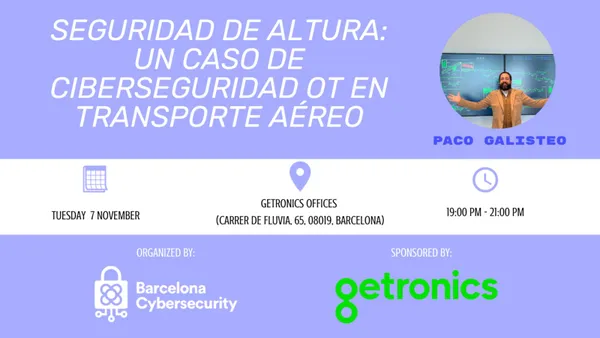 SEGURIDAD DE ALTURA:
UN CASO DE
CIBERSEGURIDAD OT EN
TRANSPORTE AÉREO
PACO GALISTEO
TUESDAY 7 NOVEMBER
GETRONICS OFFICES
(CARRER DE FLUVIA, 65, 08019, BARCELONA)
19:00 PM - 21:00 PM
ORGANIZED BY:
Barcelona
Cybersecurity
SPONSORED BY:
getronics